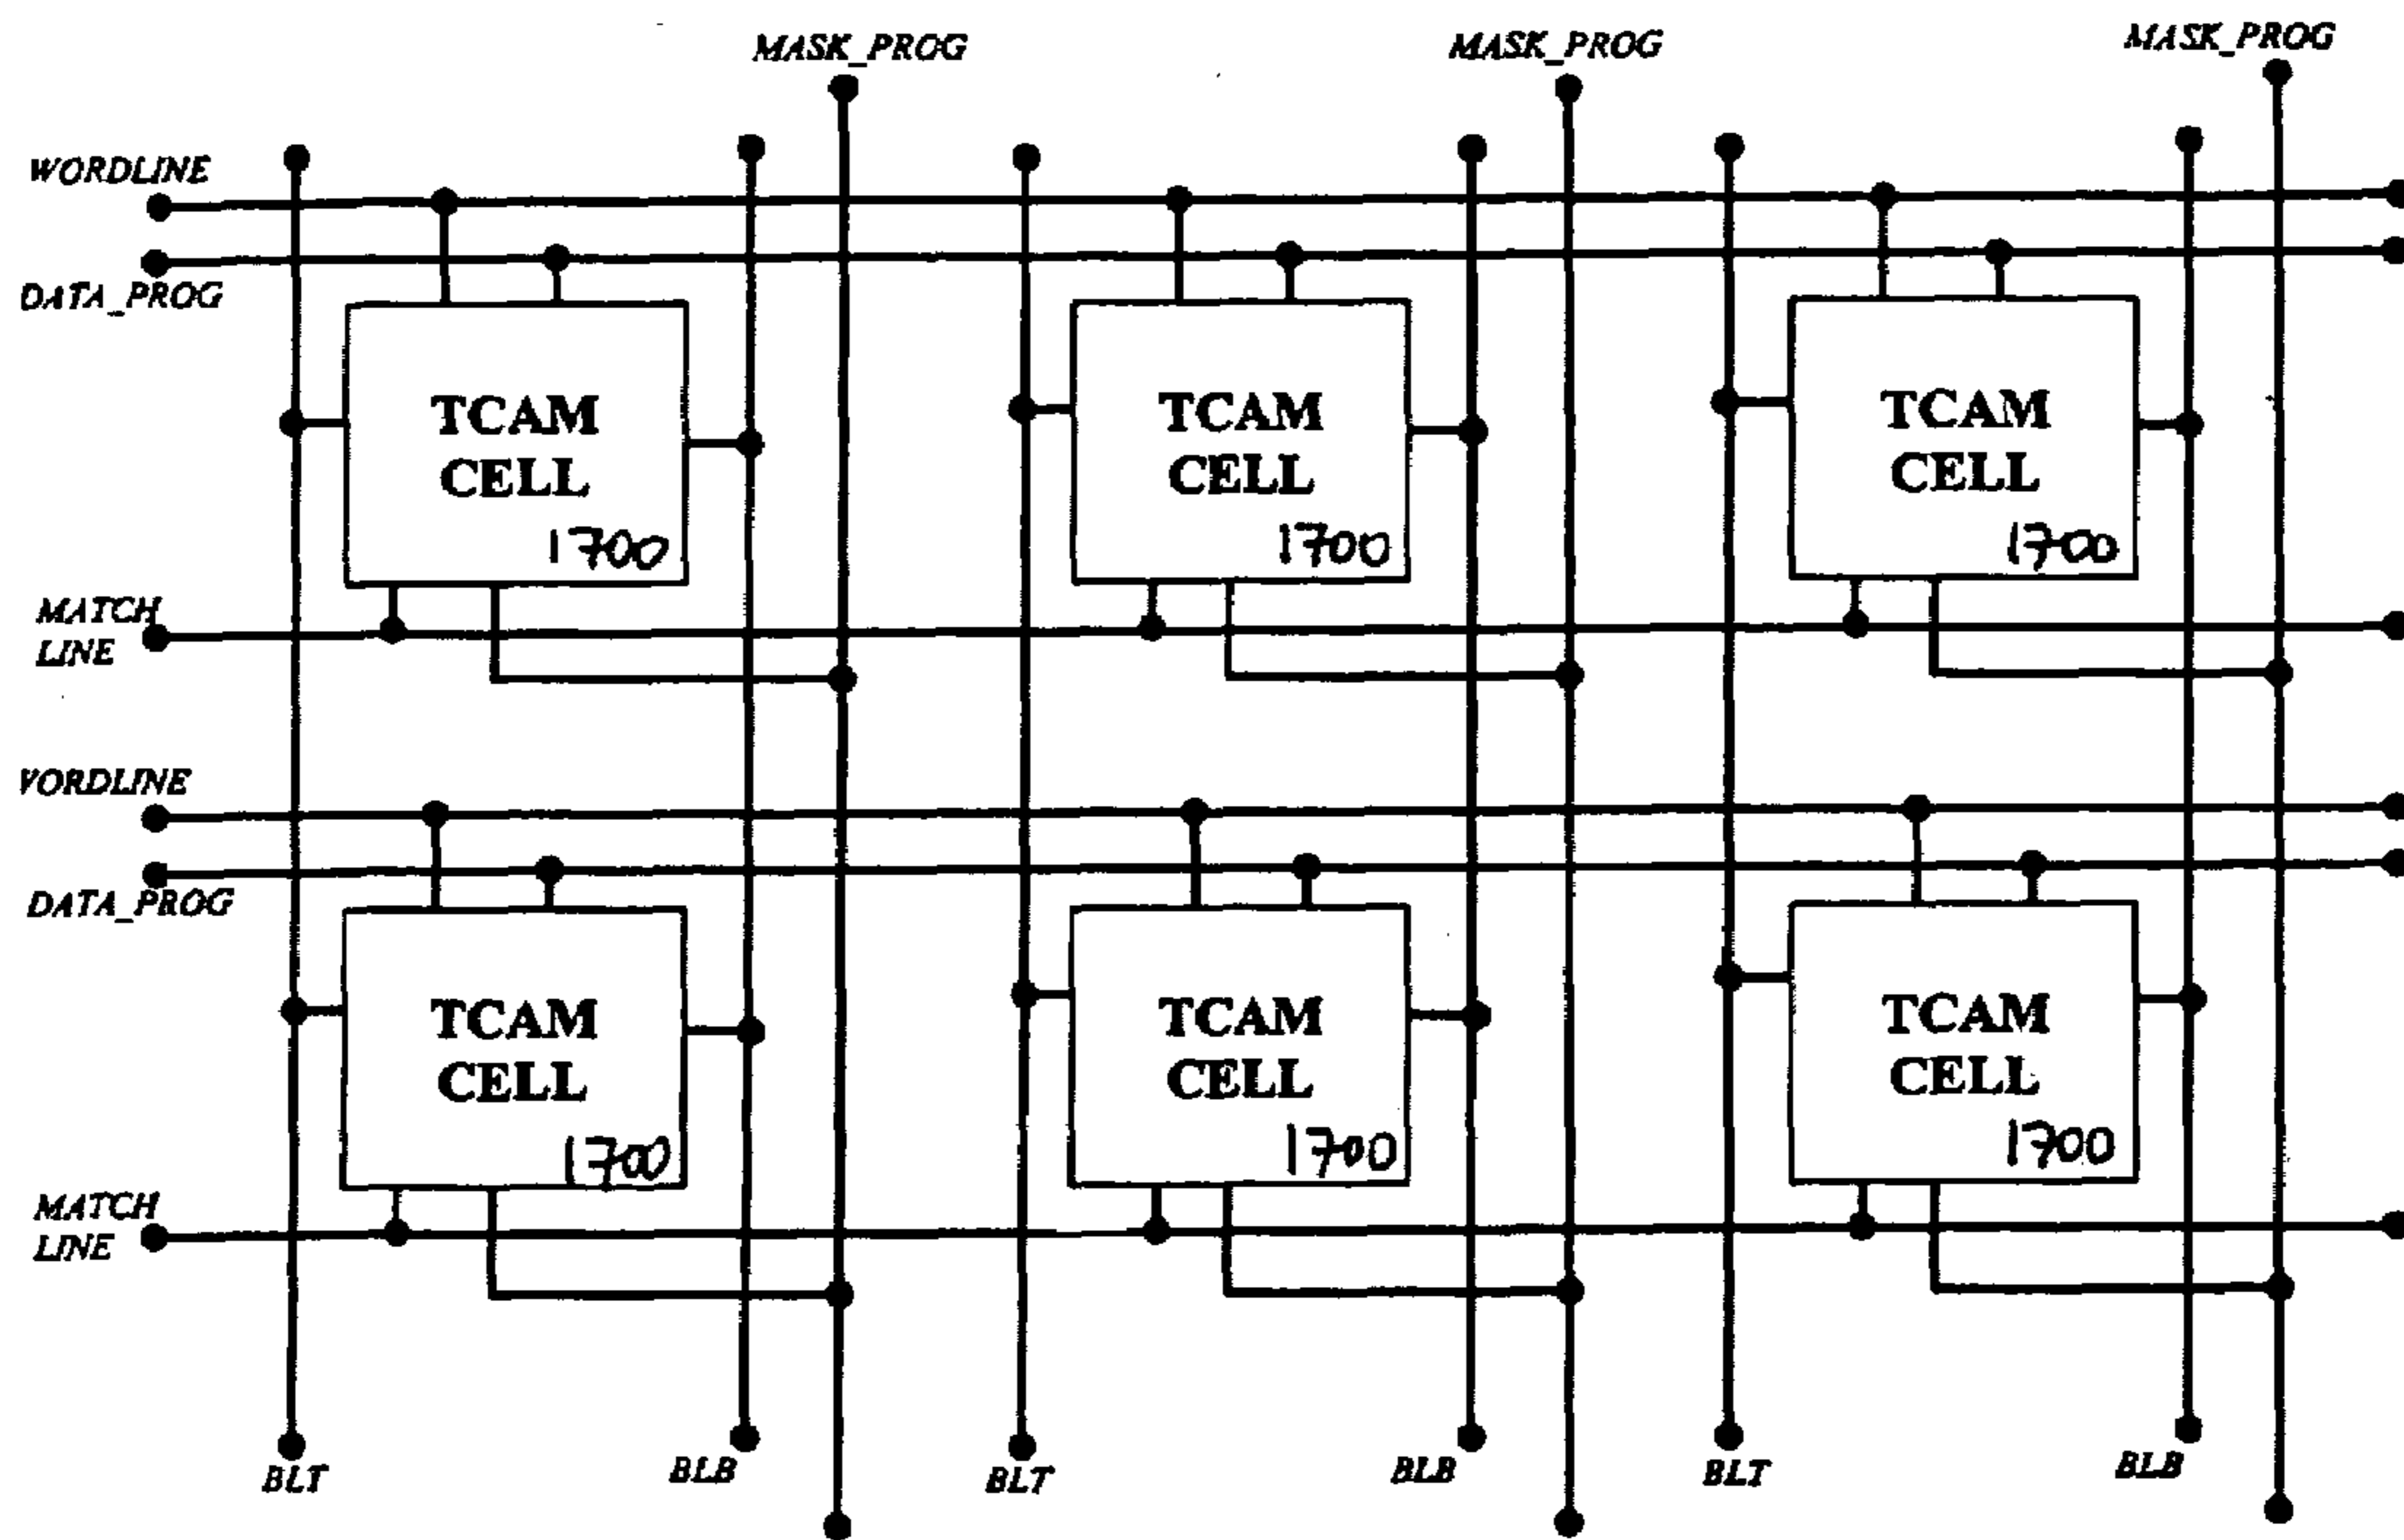 MASK_PROG
MASK_PROG
MASK_PROG
WORDLINE
DATA_PROG
TCAM
CELL
1700
TCAM
CELL
1700
TCAM
CELL
1700
MATCH
LINE
VORDLINE
DATA_PROG
TCAM
CELL
1700
TCAM
CELL
1700
TCAM
CELL
1700
MATCH
LINE
BLT
BLB
BLT
BLB
BLT
BLB